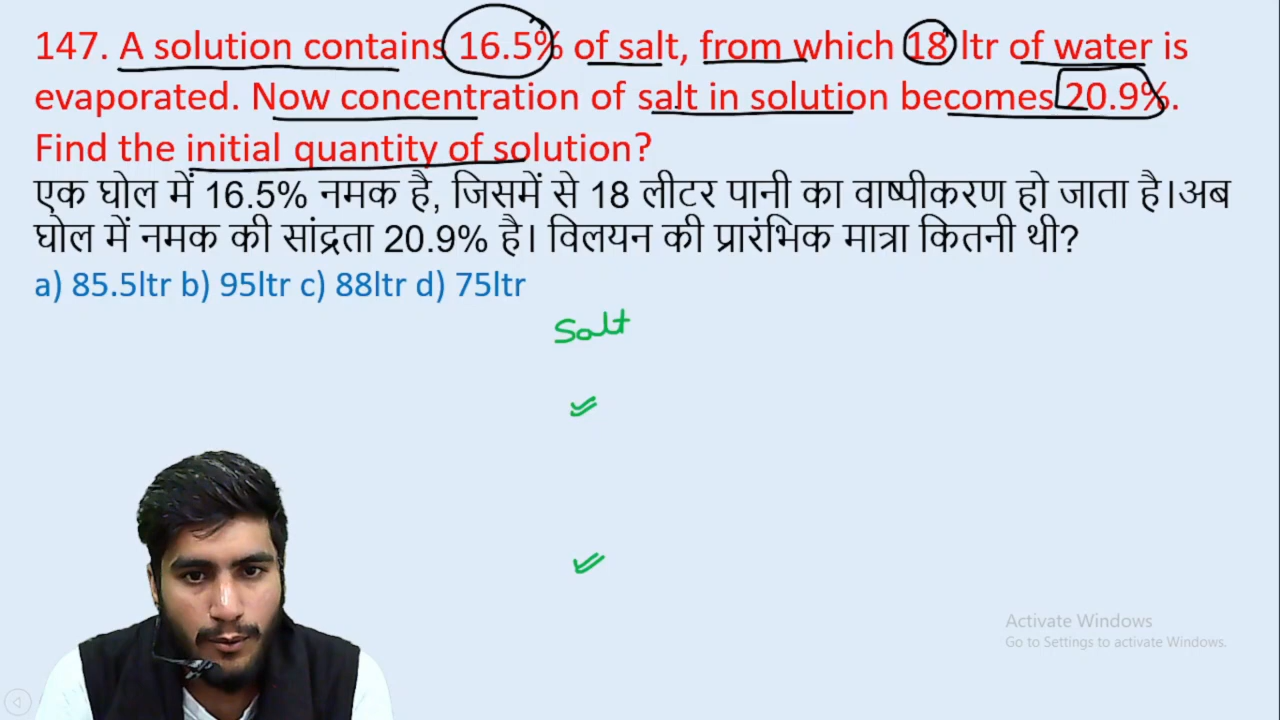 147. A solution contains 16.5% of salt, from which 18 ltr of water is
evaporated. Now concentration of salt in solution becomes 20.9%.
Find the initial quantity of solution?
एक घोल में 16.5% नमक है, जिसमें से 18 लीटर पानी का वाष्पीकरण हो जाता है।अब
घोल में नमक की सांद्रता 20.9% है। विलयन की प्रारंभिक मात्रा कितनी थी?
a) 85.5ltr b) 95ltr c) 88ltr d) 75ltr
Salt
Activate Windows
Go to Settings to activate Windows.